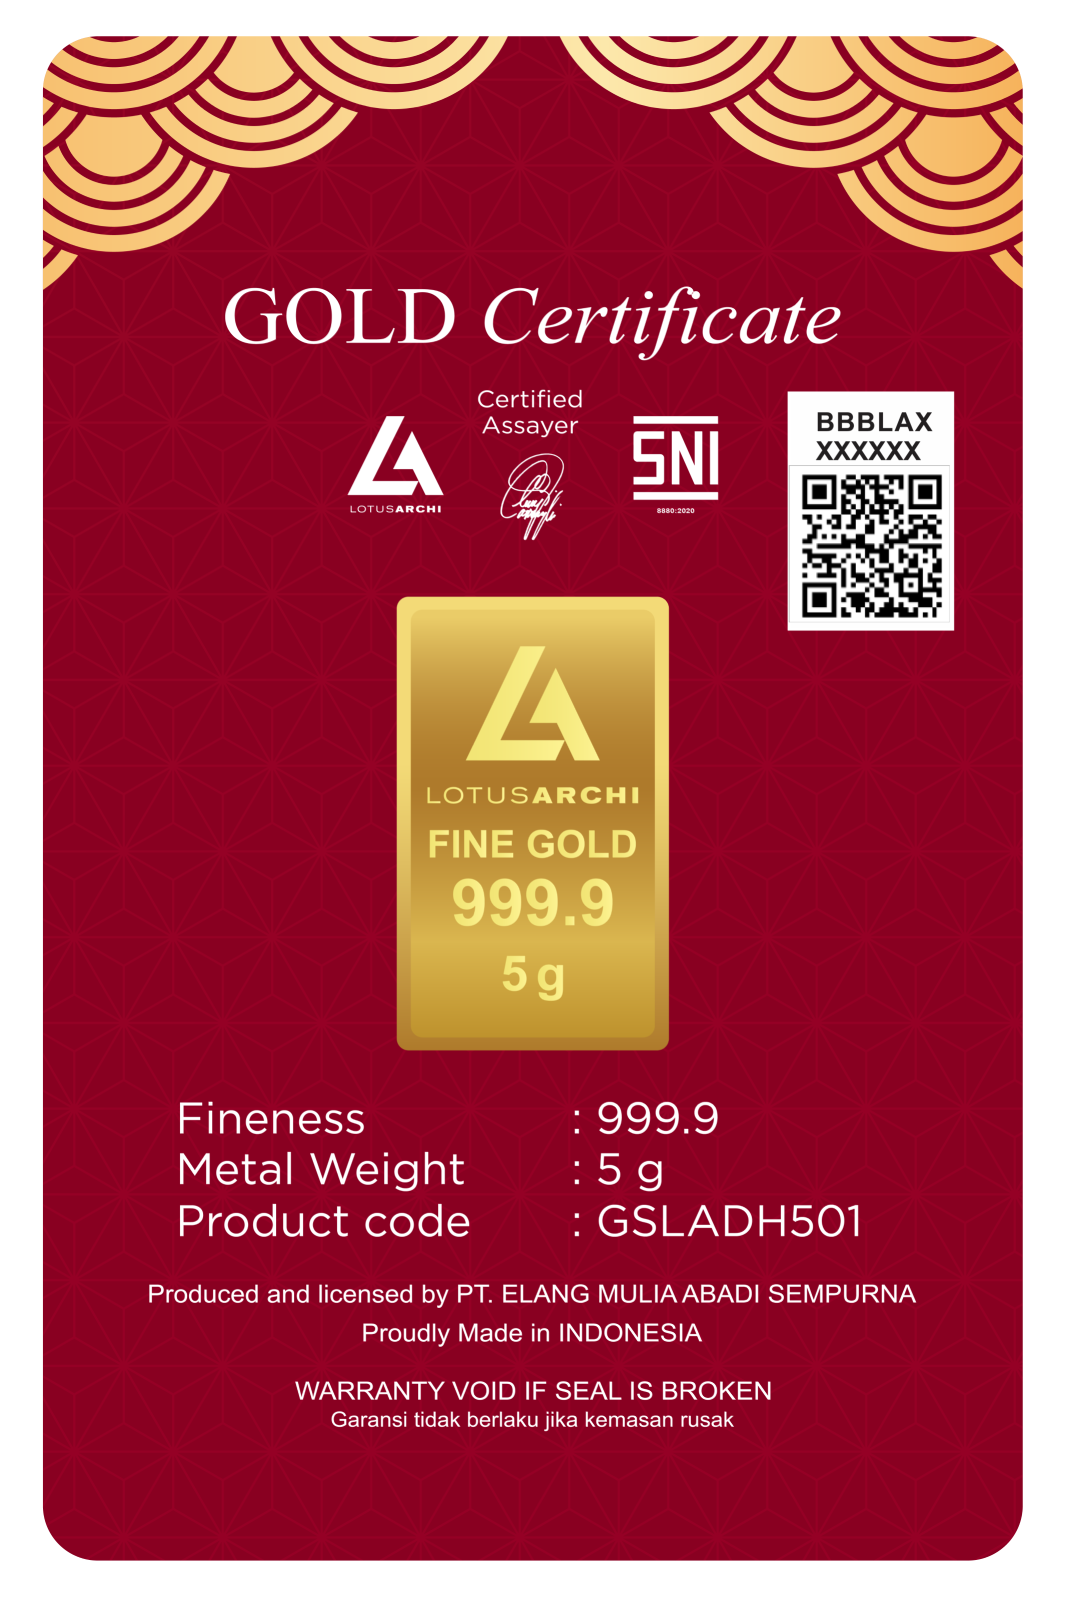 GOLD Certificate
Certified
Assayer
LOTUSARCHI
SNI
8880:2020
BBBLAX
XXXXXX
LOTUSARCHI
FINE GOLD
999.9
5 g
Fineness : 999.9
Metal Weight : 5 g
Product code : GSLADH501
Produced and licensed by PT. ELANG MULIA ABADI SEMPURNA
Proudly Made in INDONESIA
WARRANTY VOID IF SEAL IS BROKEN
Garansi tidak berlaku jika kemasan rusak